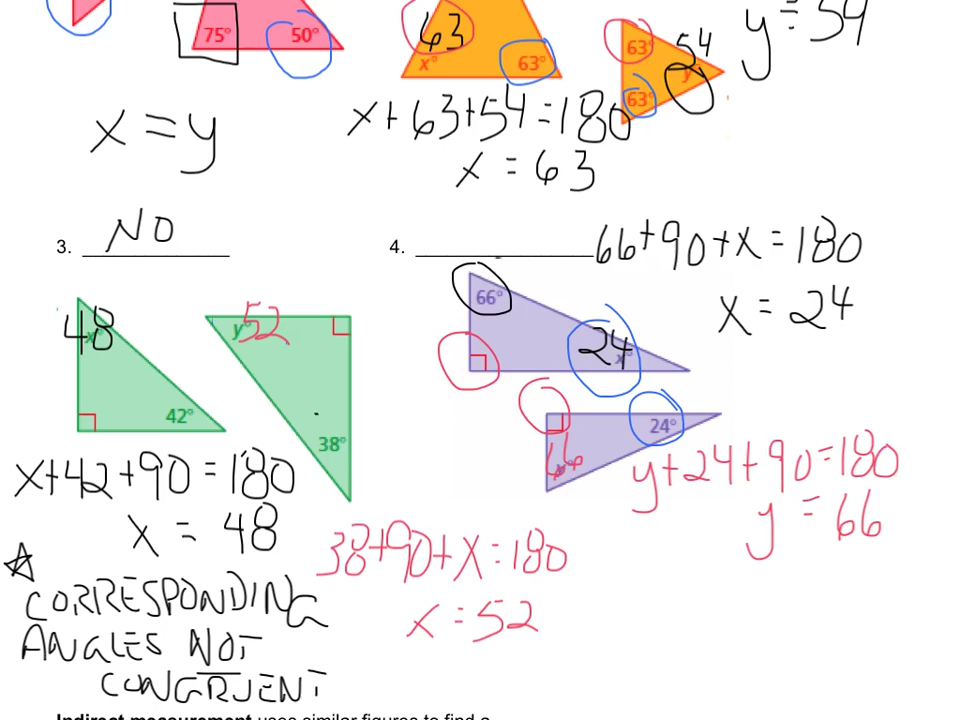 y = 54
75° 50°
63 x° 63°
63° 54 y
63°
x = y
x + 63 + 54 = 180
x = 63
3. NO
4. 66 + 90 + x = 180
x = 24
48 x° 42°
y° 52 38°
66° 24 x°
24° 66
x + 42 + 90 = 180
x = 48
y + 24 + 90 = 180
y = 66
38 + 90 + x = 180
x = 52
CORRESPONDING
ANGLES NOT
CONGRUENT
Indirect measurement uses similar figures to find a